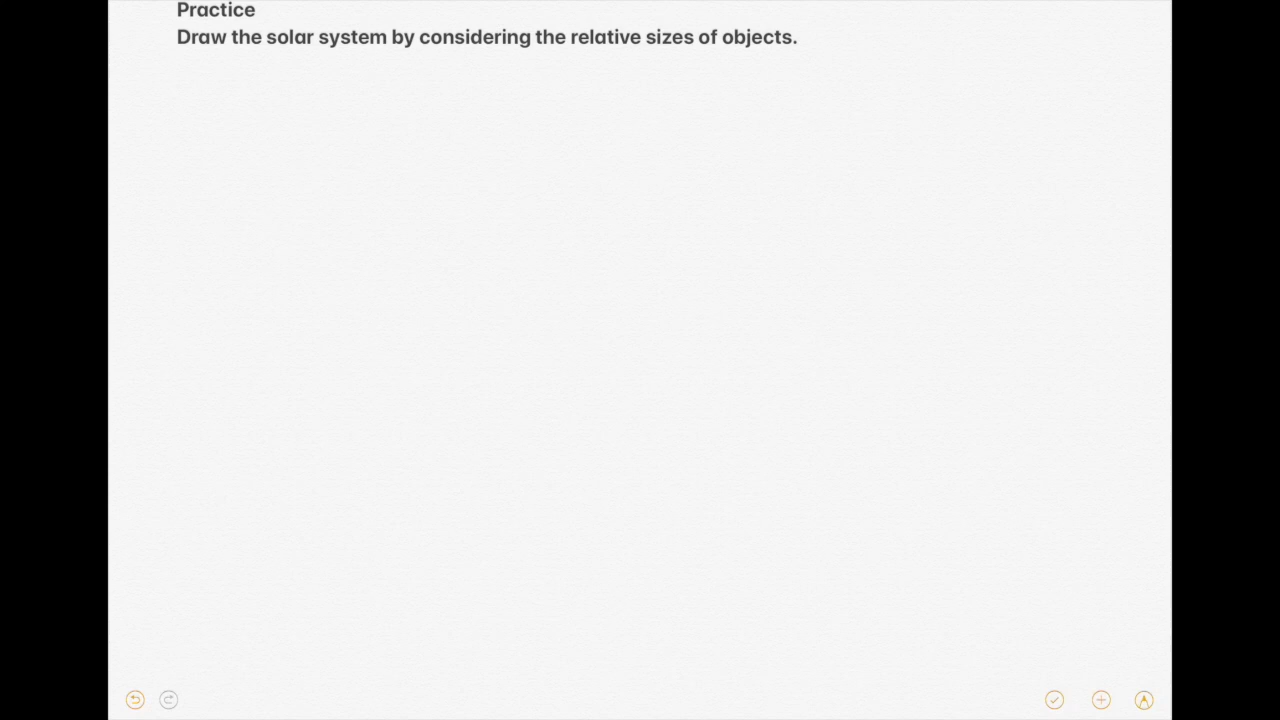 Practice
Draw the solar system by considering the relative sizes of objects.